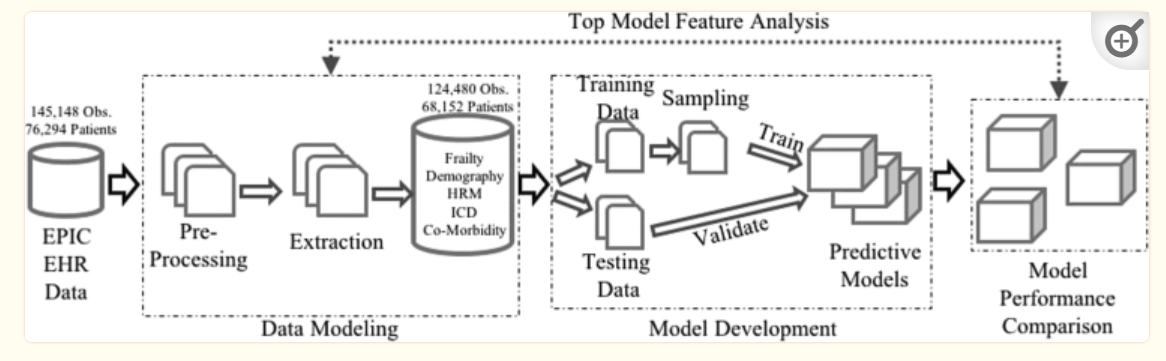 Top Model Feature Analysis
145,148 Obs.
76,294 Patients
EPIC
EHR
Data
Pre-
Processing
Extraction
124,480 Obs.
68,152 Patients
Frailty
Demography
HRM
ICD
Co-Morbidity
Data Modeling
Training
Data
Sampling
Train
Testing
Data
Validate
Predictive
Models
Model Development
Model
Performance
Comparison